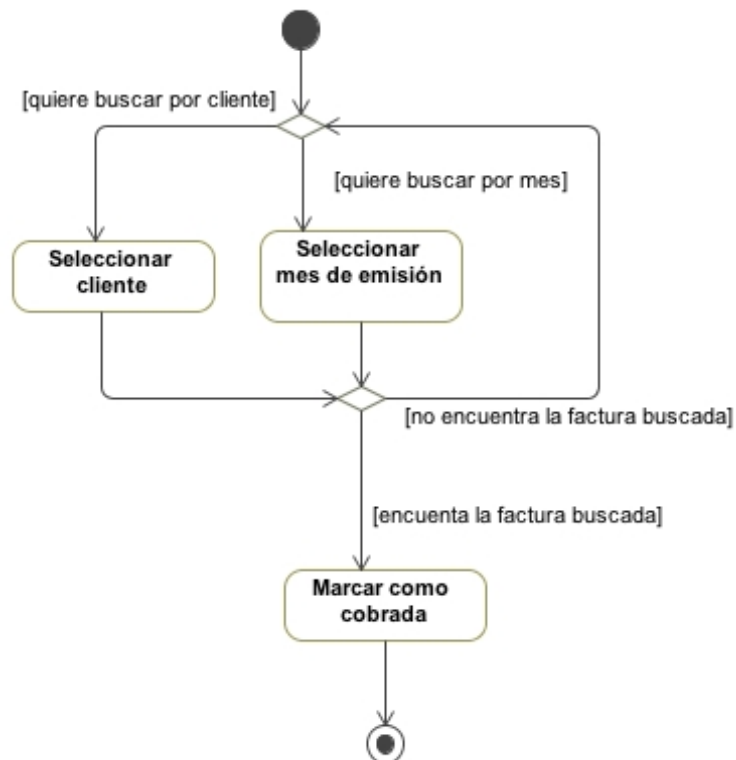 [quiere buscar por cliente]
[quiere buscar por mes]
Seleccionar
cliente
Seleccionar
mes de emisión
[no encuentra la factura buscada]
[encuenta la factura buscada]
Marcar como
cobrada